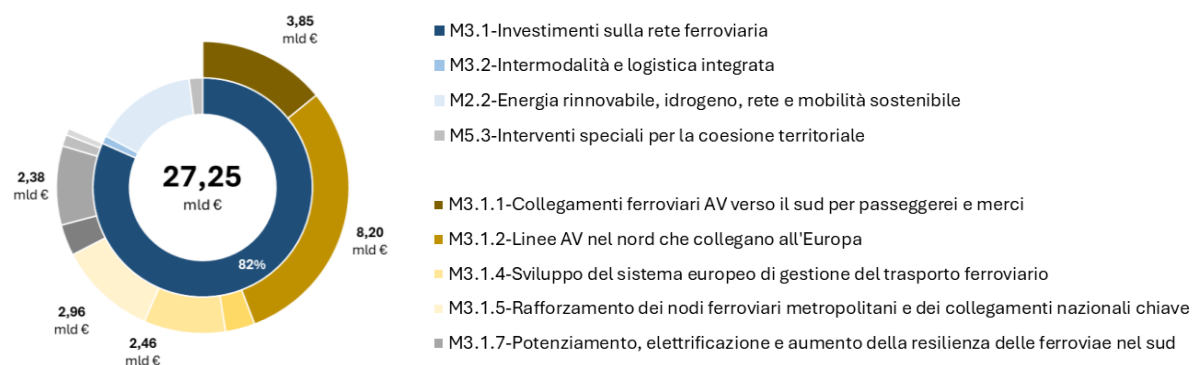 3,85
mld €
27,25
mld €
2,38
mld €
8,20
mld €
82%
2,96
mld €
2,46
mld €
M3.1-Investimenti sulla rete ferroviaria
M3.2-Intermodalità e logistica integrata
M2.2-Energia rinnovabile, idrogeno, rete e mobilità sostenibile
M5.3-Interventi speciali per la coesione territoriale
M3.1.1-Collegamenti ferroviari AV verso il sud per passeggerei e merci
M3.1.2-Linee AV nel nord che collegano all'Europa
M3.1.4-Sviluppo del sistema europeo di gestione del trasporto ferroviario
M3.1.5-Rafforzamento dei nodi ferroviari metropolitani e dei collegamenti nazionali chiave
M3.1.7-Potenziamento, elettrificazione e aumento della resilienza delle ferroviae nel sud